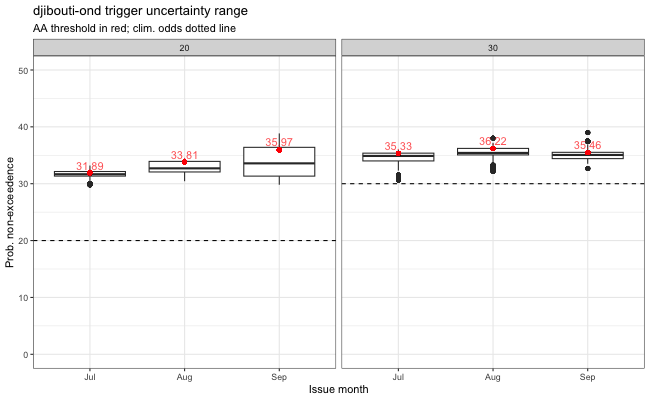 djibouti-ond trigger uncertainty range
AA threshold in red; clim. odds dotted line
20
30
Prob. non-exceedence
50
40
30
20
10
0
31.89
33.81
35.97
35.33
36.22
35.46
Jul
Aug
Sep
Jul
Aug
Sep
Issue month